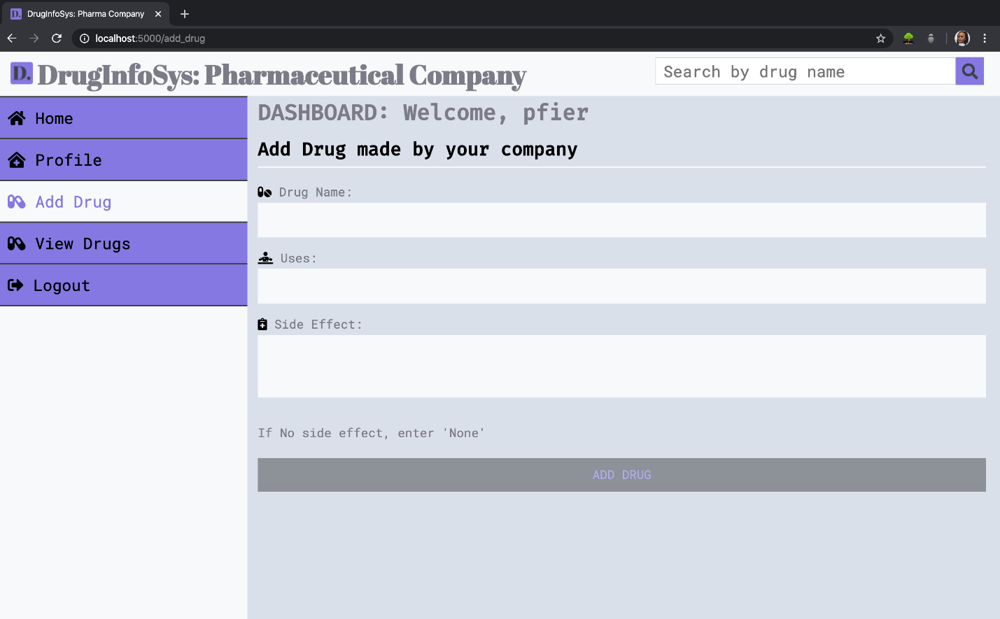 D. DrugInfoSys: Pharma Company
localhost:5000/add_drug
D. DrugInfoSys: Pharmaceutical Company
Search by drug name
Home
Profile
Add Drug
View Drugs
Logout
DASHBOARD: Welcome, pfier
Add Drug made by your company
Drug Name:
Uses:
Side Effect:
If No side effect, enter 'None'
ADD DRUG